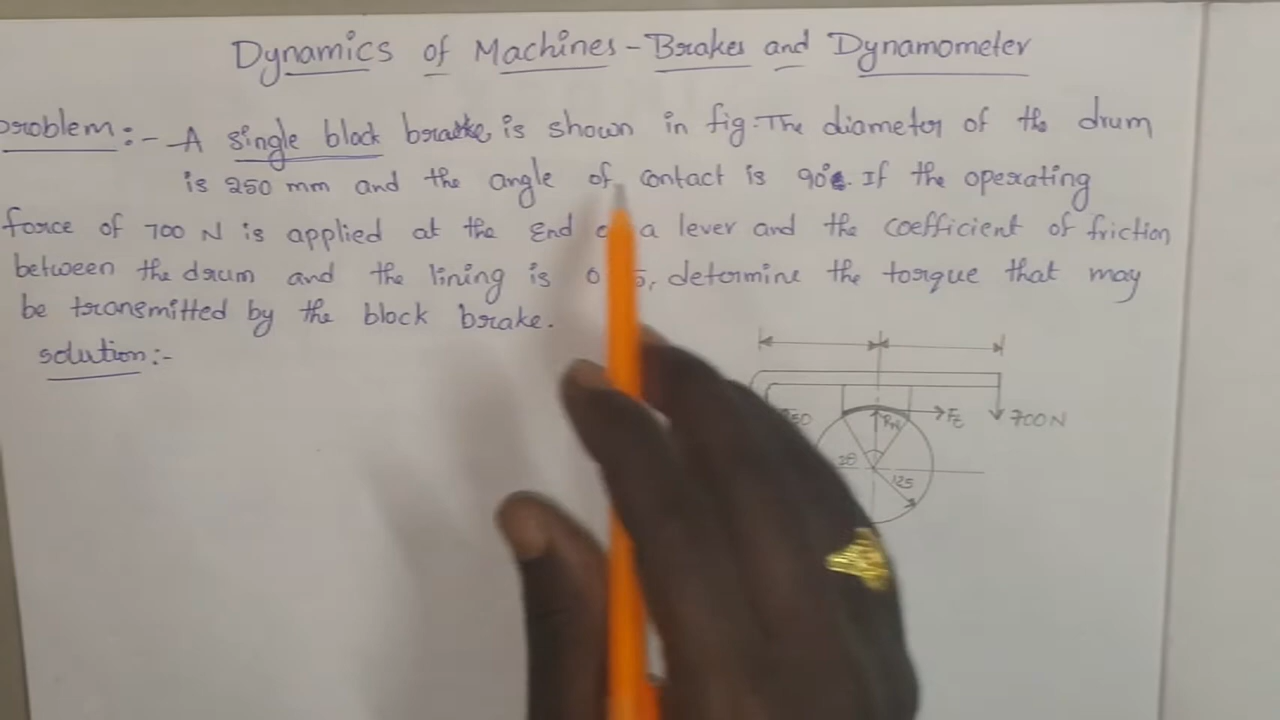 Dynamics of Machines - Brakes and Dynamometer
problem:- A single block brake is shown in fig. The diameter of the drum
is 250 mm and the angle of contact is 90°. If the operating
force of 700 N is applied at the End a lever and the coefficient of friction
between the drum and the lining is determine the torque that may
be transmitted by the block brake.
solution:-
50 RN Ft 700N
2θ
125